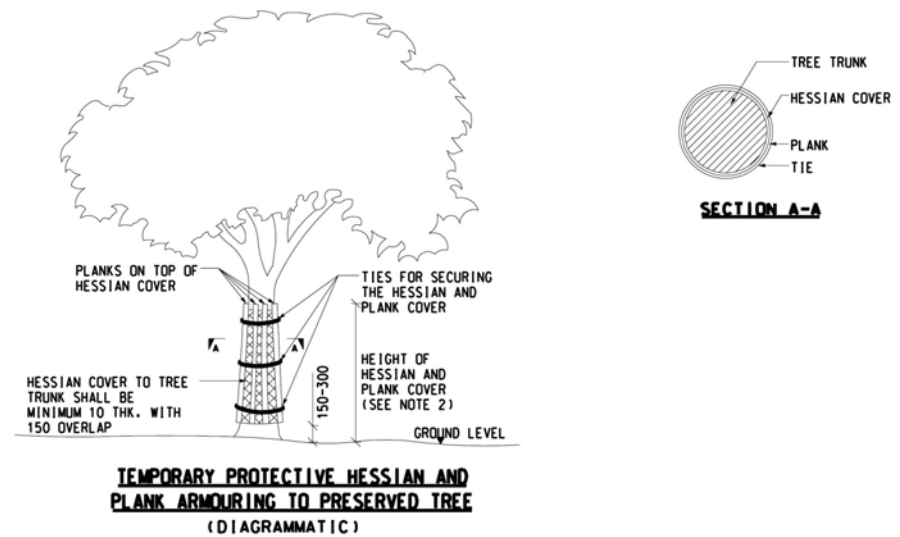 TREE TRUNK
HESSIAN COVER
PLANK
TIE
SECTION A-A
PLANKS ON TOP OF
HESSIAN COVER
TIES FOR SECURING
THE HESSIAN AND
PLANK COVER
A
A
HEIGHT OF
HESSIAN AND
PLANK COVER
(SEE NOTE 2)
HESSIAN COVER TO TREE
TRUNK SHALL BE
MINIMUM 10 THK. WITH
150 OVERLAP
150-300
GROUND LEVEL
TEMPORARY PROTECTIVE HESSIAN AND
PLANK ARMOURING TO PRESERVED TREE
(DIAGRAMMATIC)